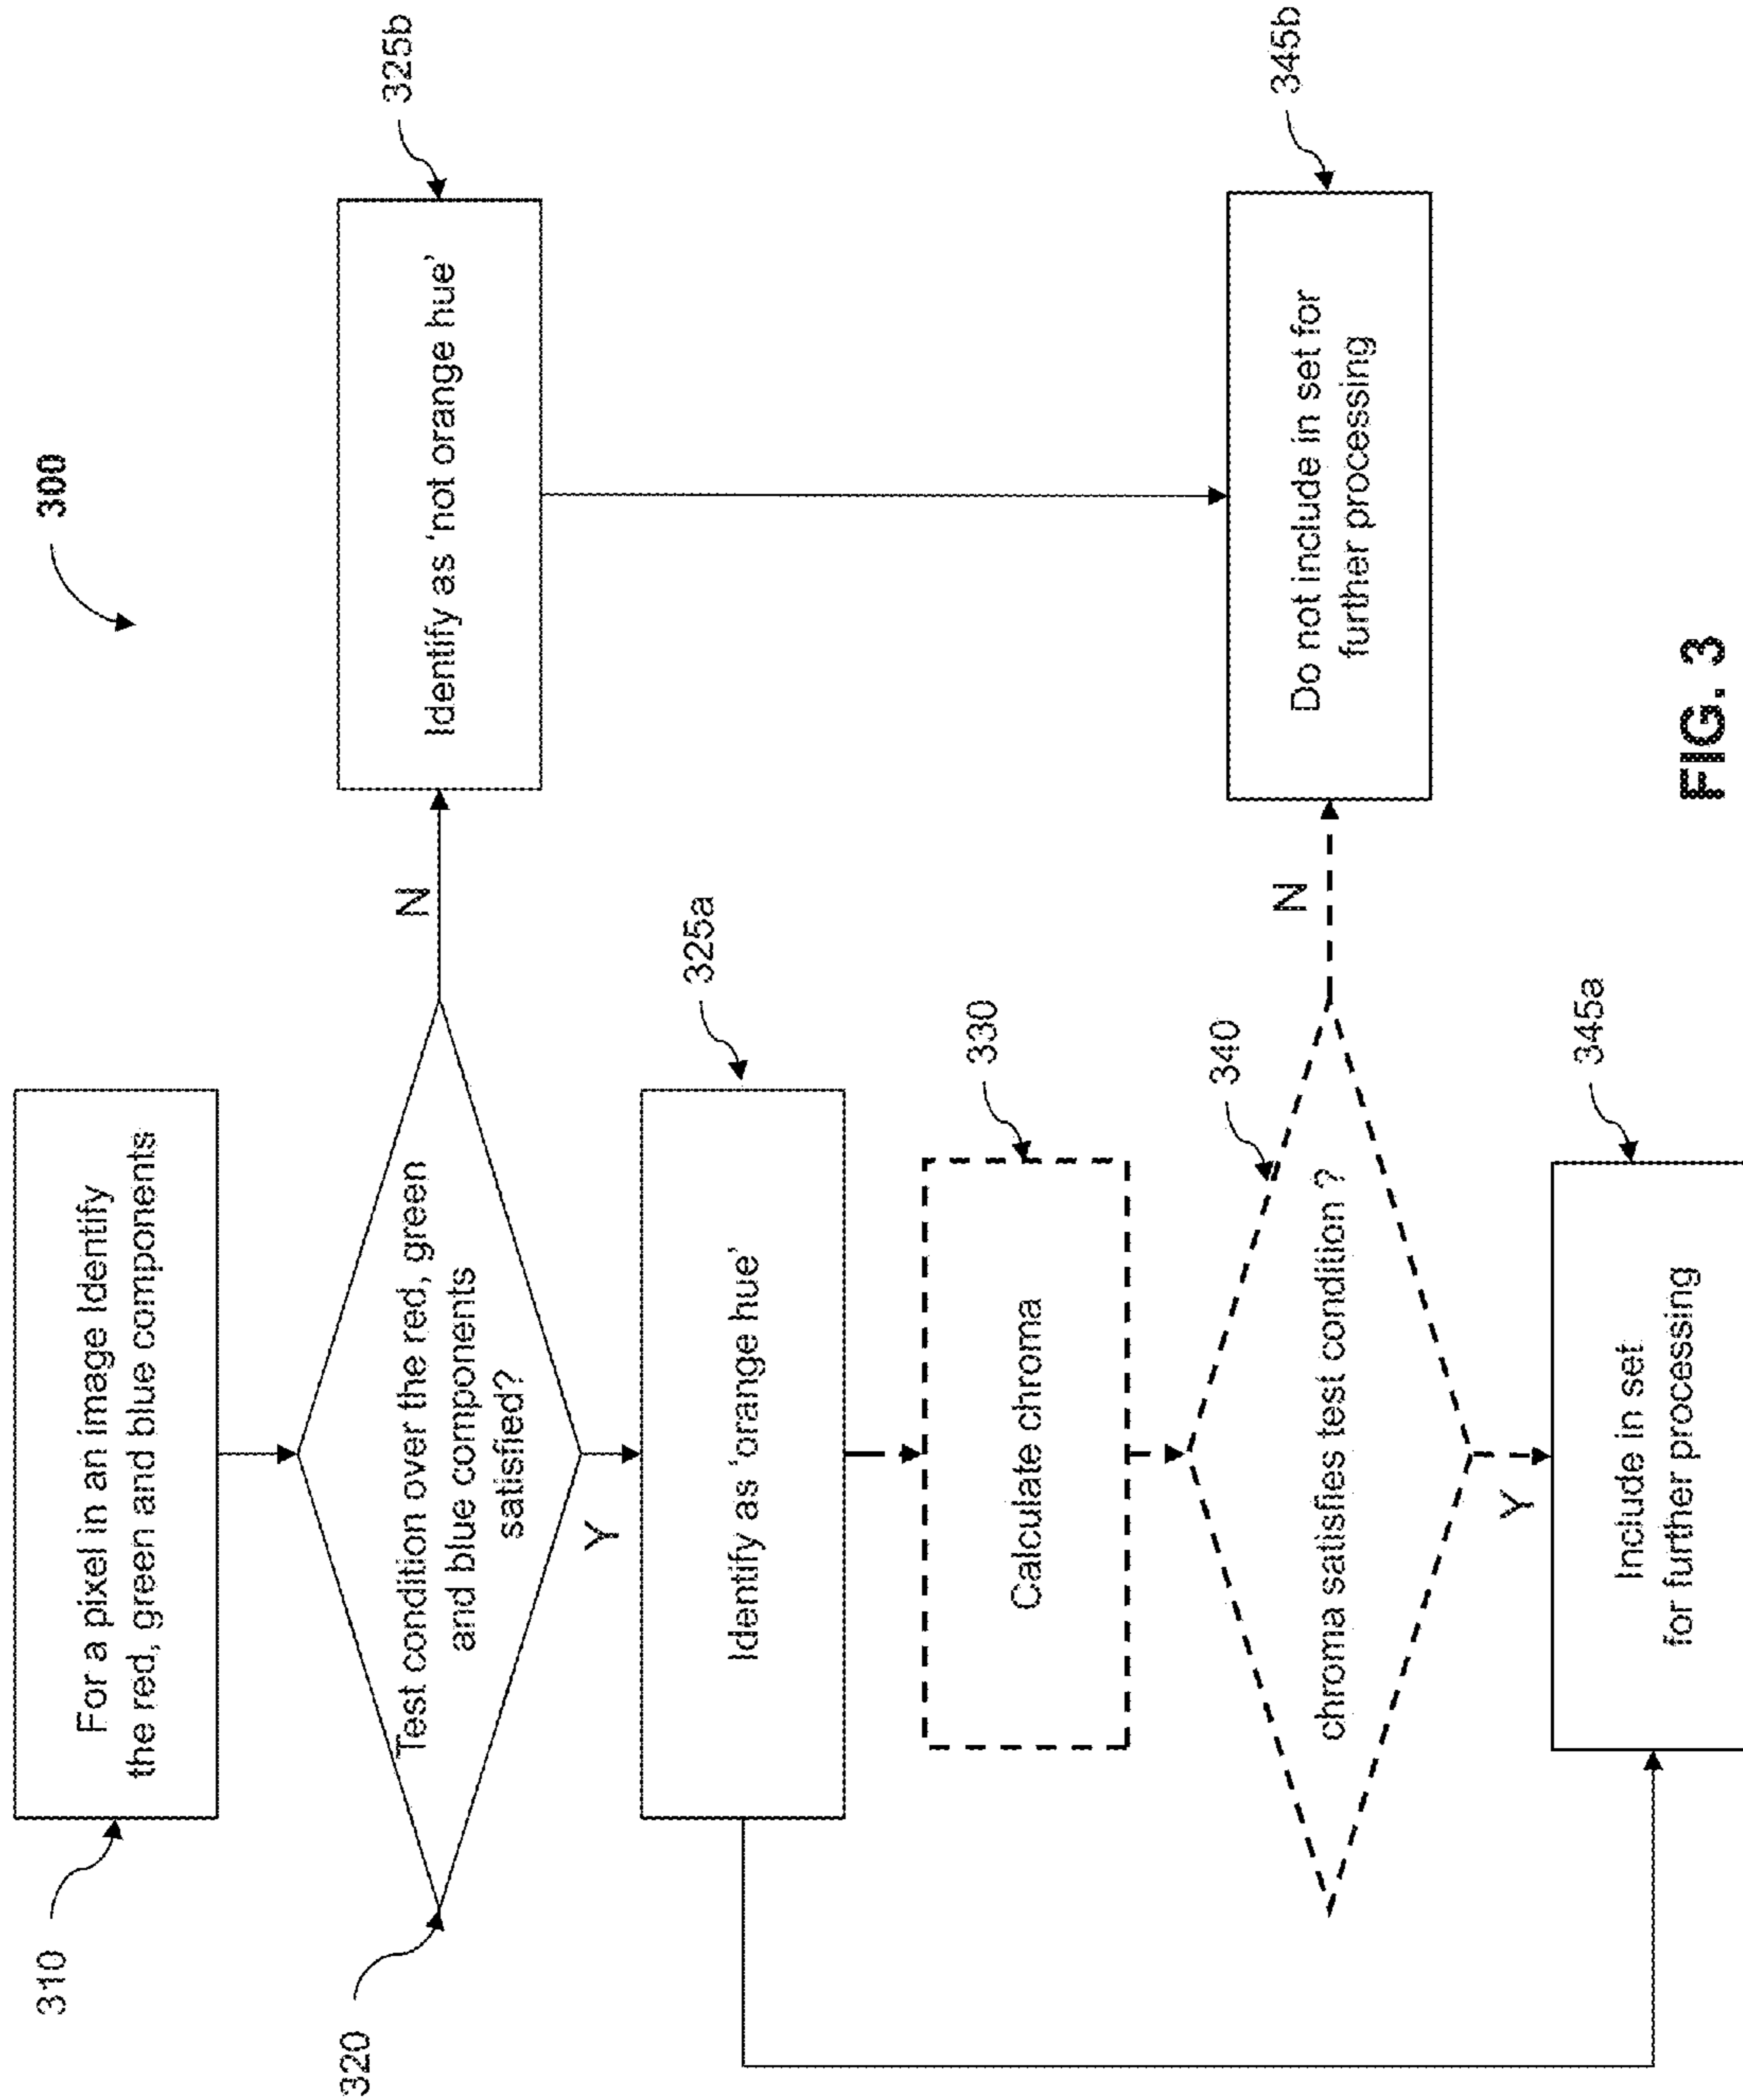 300
310
For a pixel in an image Identify
the red, green and blue components
320
Test condition over the red, green
and blue components
satisfied?
N
Y
325b
Identify as ‘not orange hue’
325a
Identify as ‘orange hue’
330
Calculate chroma
340
chroma satisfies test condition ?
N
Y
345b
Do not include in set for
further processing
345a
Include in set
for further processing
FIG. 3